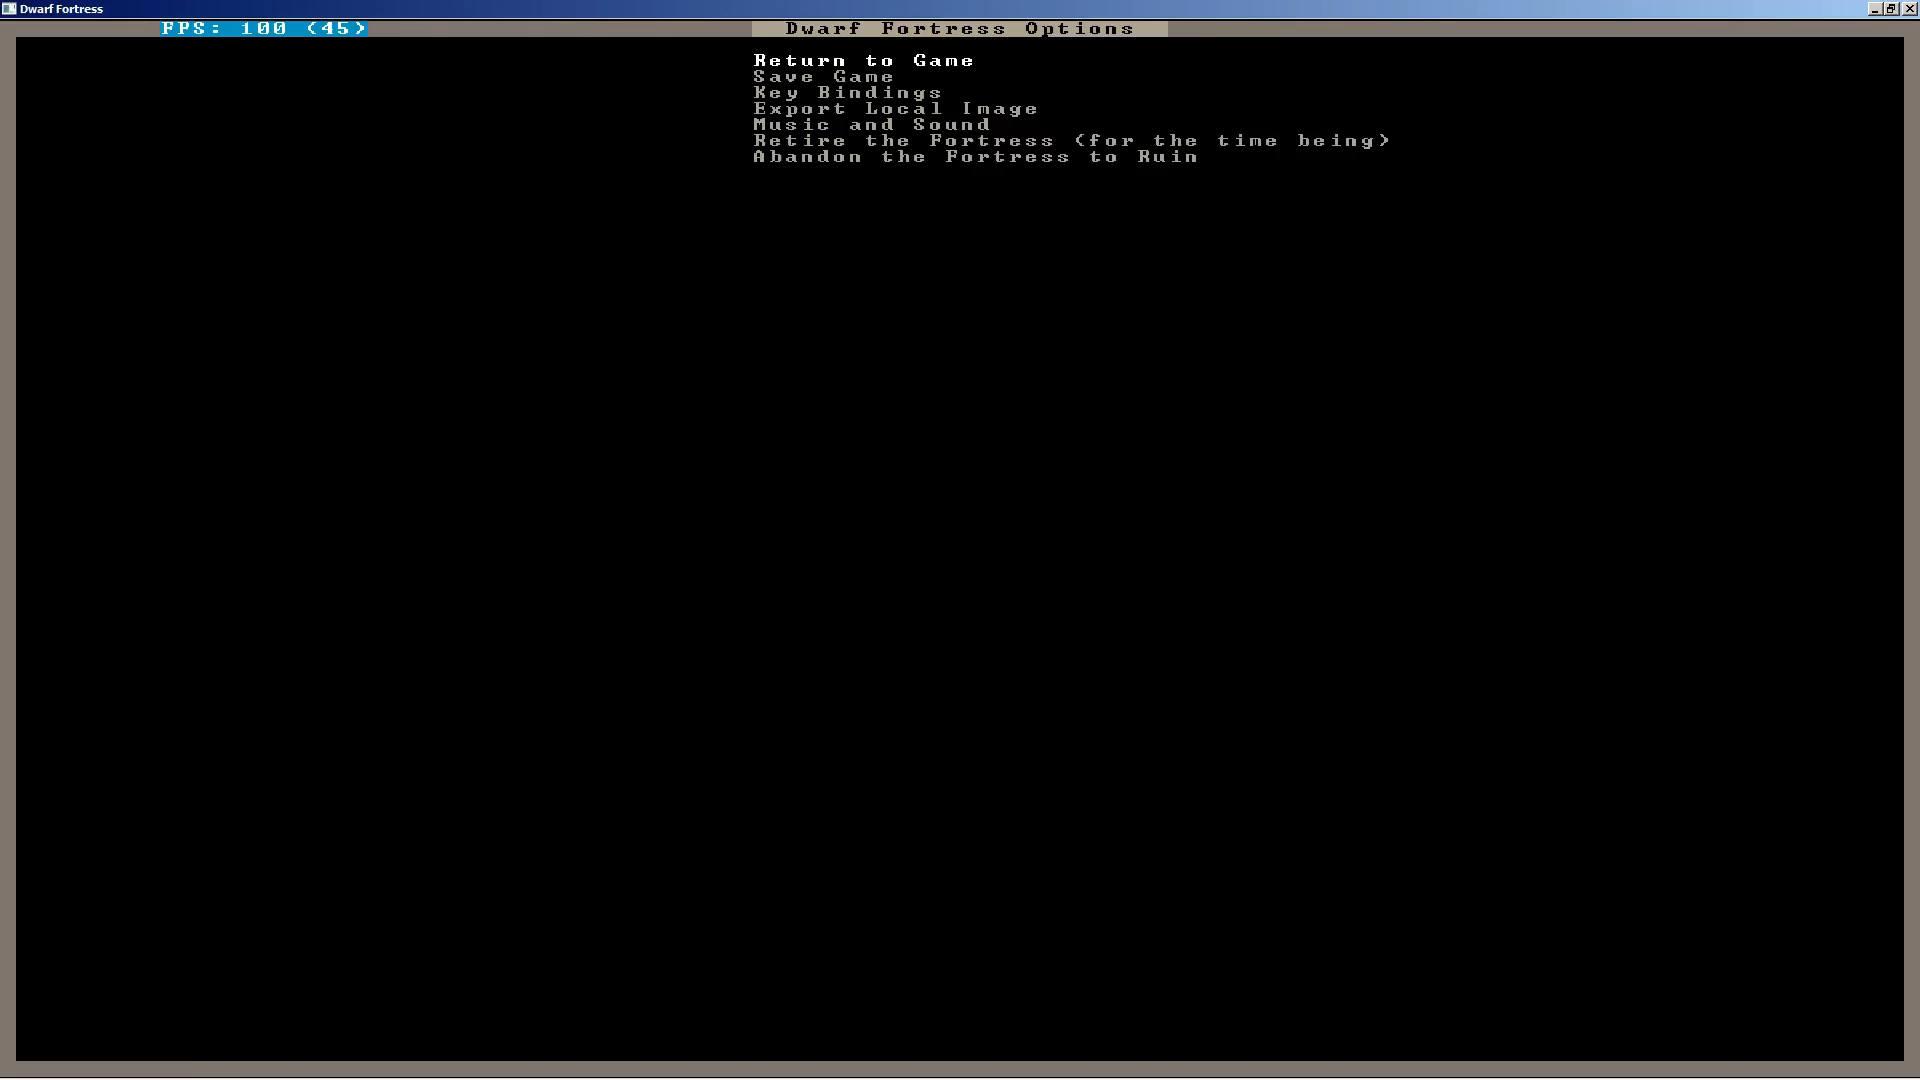 Dwarf Fortress
FPS: 100 (45)
Dwarf Fortress Options
Return to Game
Save Game
Key Bindings
Export Local Image
Music and Sound
Retire the Fortress (for the time being)
Abandon the Fortress to Ruin